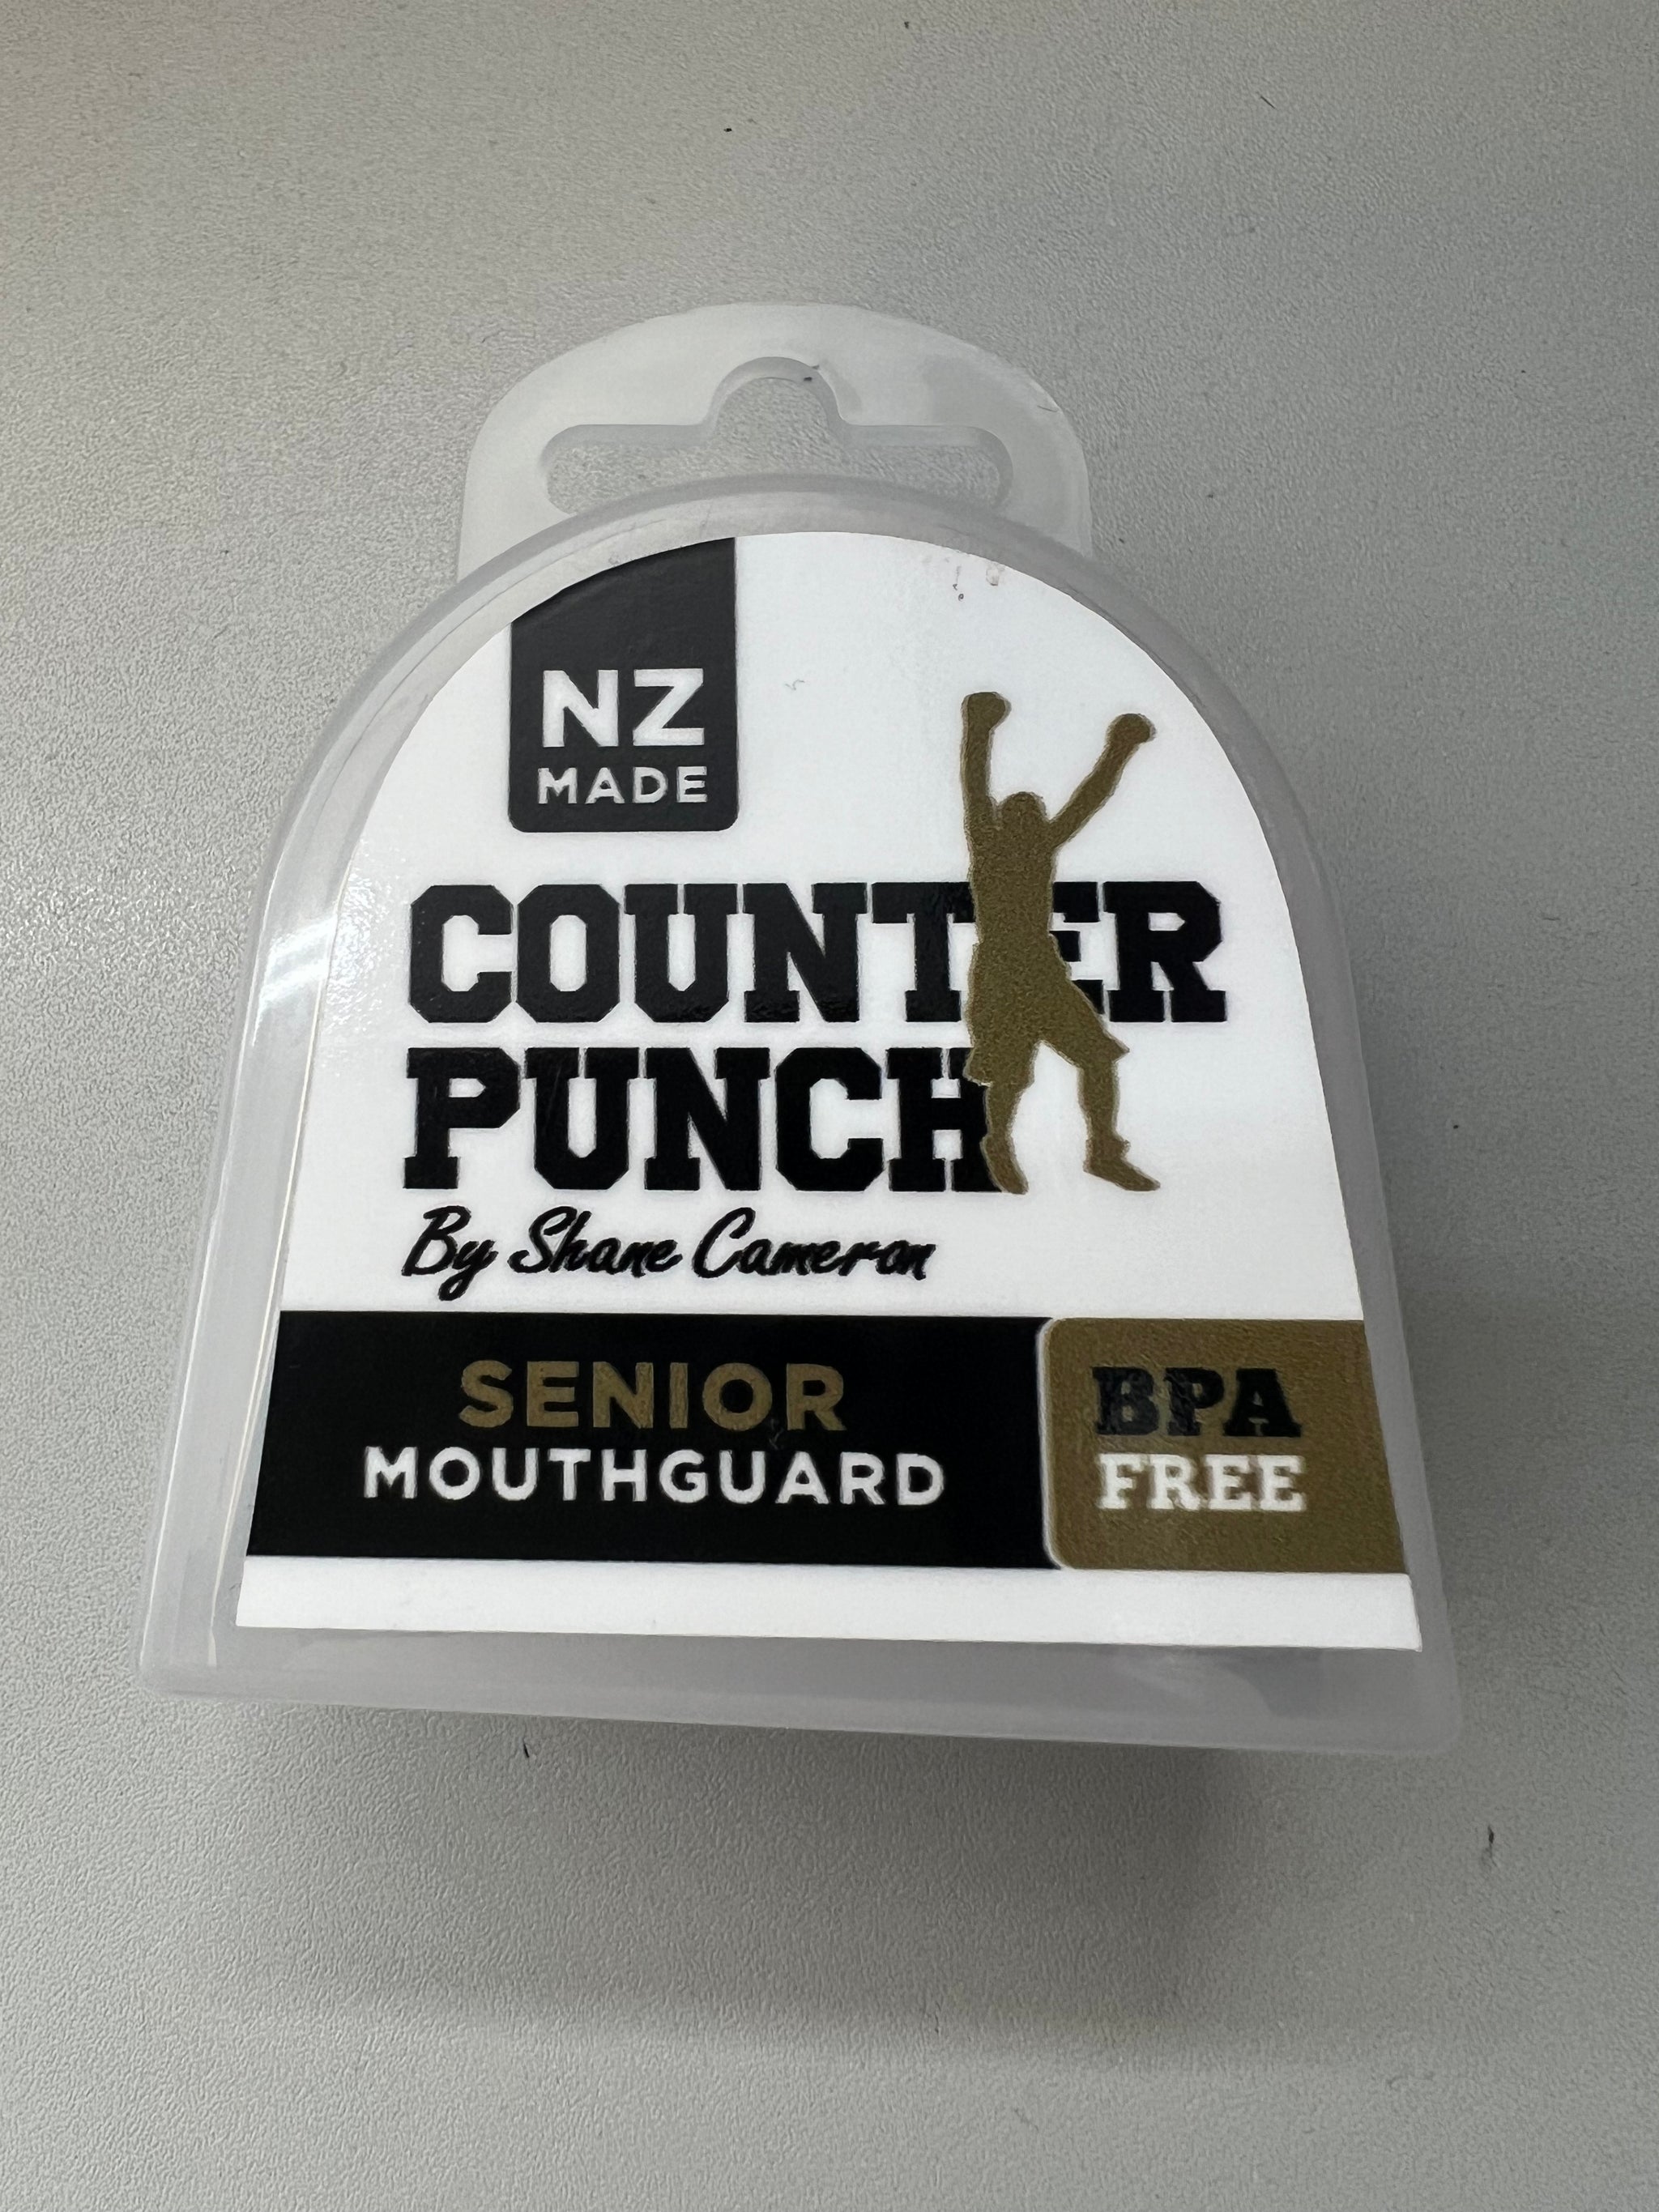 NZ
MADE
COUNTER
PUNCH
By Shane Cameron
SENIOR
MOUTHGUARD
BPA
FREE